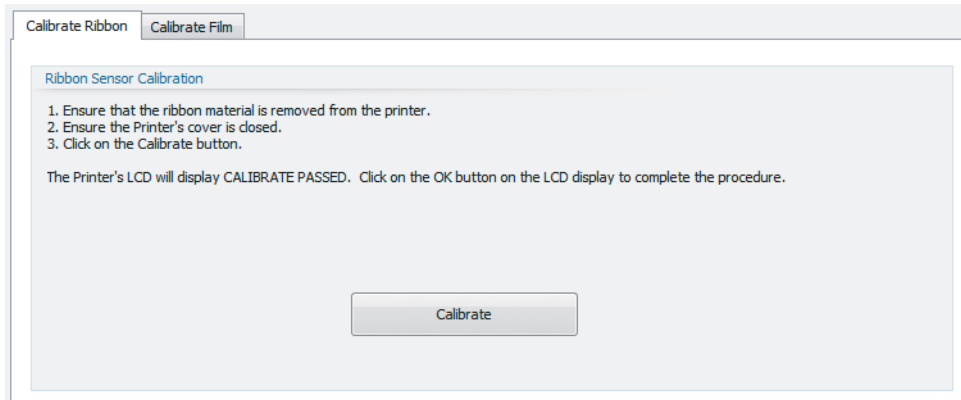 Calibrate Ribbon
Calibrate Film
Ribbon Sensor Calibration
1. Ensure that the ribbon material is removed from the printer.
2. Ensure the Printer's cover is closed.
3. Click on the Calibrate button.
The Printer's LCD will display CALIBRATE PASSED. Click on the OK button on the LCD display to complete the procedure.
Calibrate